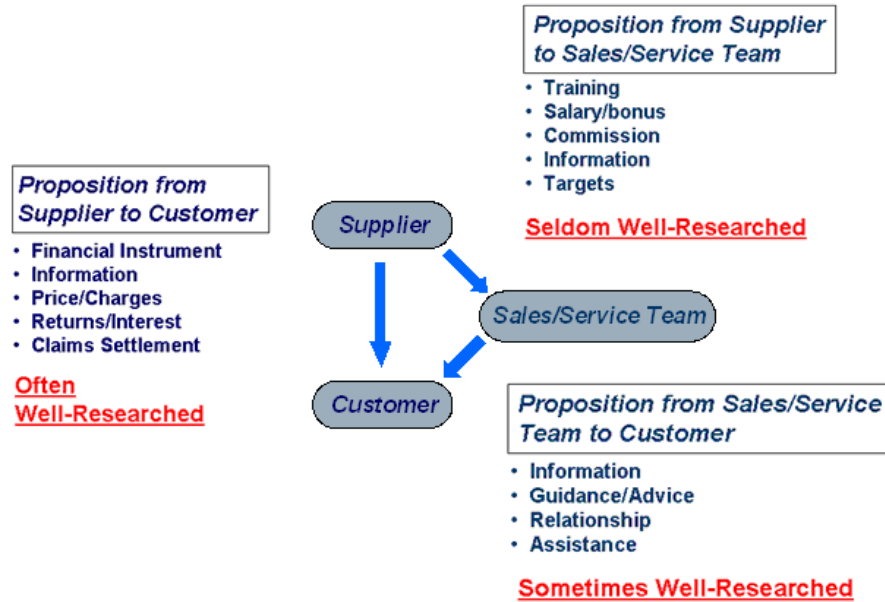 Proposition from Supplier
to Sales/Service Team
• Training
• Salary/bonus
• Commission
• Information
• Targets
Seldom Well-Researched
Proposition from
Supplier to Customer
• Financial Instrument
• Information
• Price/Charges
• Returns/Interest
• Claims Settlement
Often
Well-Researched
Supplier
Sales/Service Team
Customer
Proposition from Sales/Service
Team to Customer
• Information
• Guidance/Advice
• Relationship
• Assistance
Sometimes Well-Researched